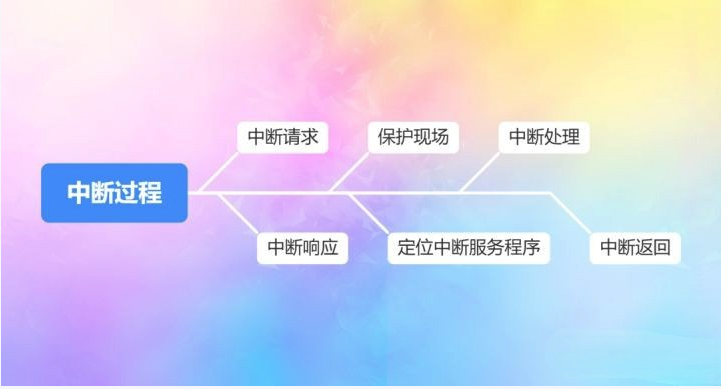 中断过程
中断请求
中断响应
保护现场
定位中断服务程序
中断处理
中断返回